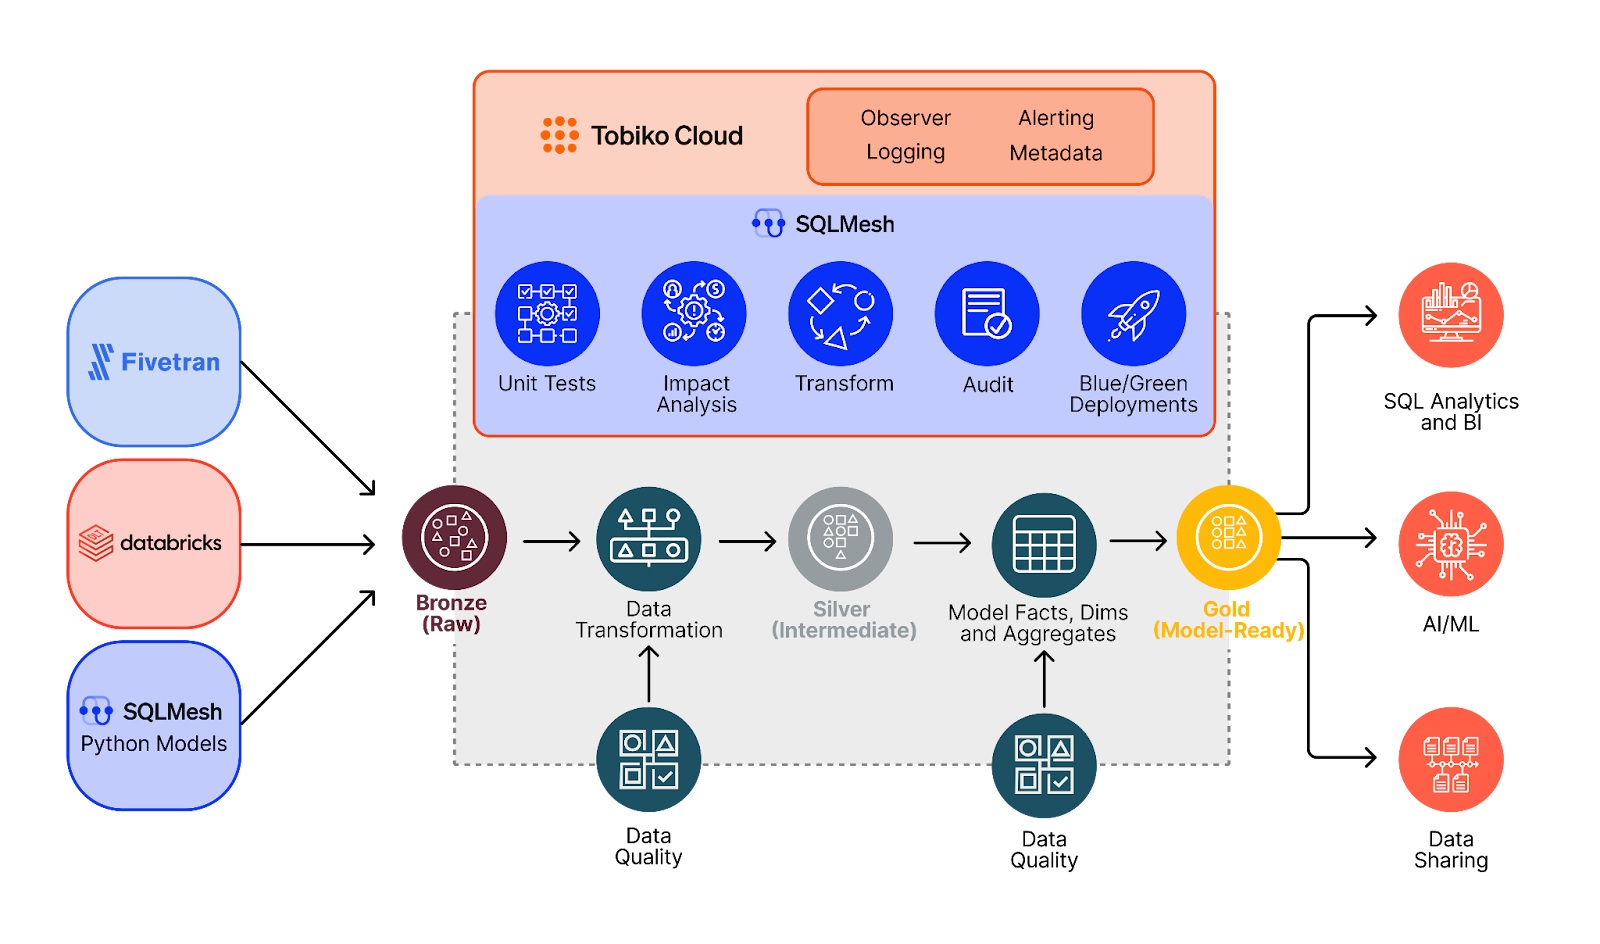 Tobiko Cloud
Observer
Alerting
Logging
Metadata
SQLMesh
Unit Tests
Impact
Analysis
Transform
Audit
Blue/Green
Deployments
Fivetran
databricks
SQLMesh
Python Models
Bronze
(Raw)
Data
Transformation
Silver
(Intermediate)
Model Facts, Dims
and Aggregates
Gold
(Model-Ready)
Data
Quality
Data
Quality
SQL Analytics
and BI
AI/ML
Data
Sharing